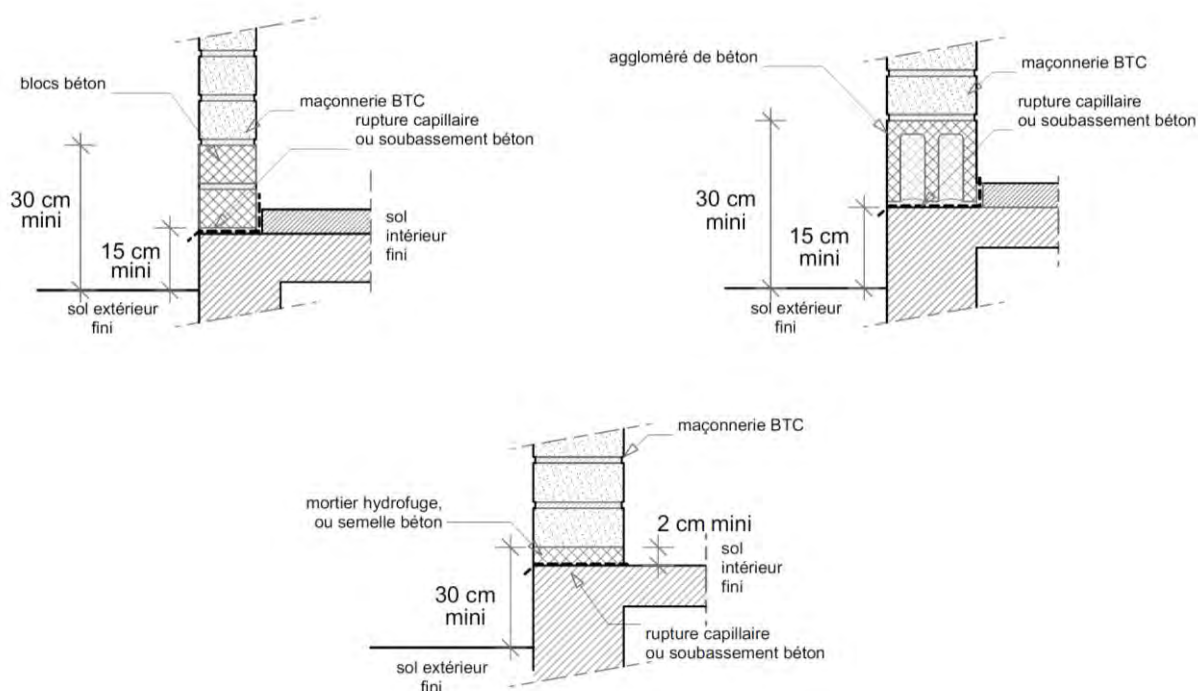 blocs béton
maçonnerie BTC
rupture capillaire
ou soubassement béton
30 cm
mini
15 cm
mini
sol
intérieur
fini
sol extérieur
fini
aggloméré de béton
maçonnerie BTC
rupture capillaire
ou soubassement béton
30 cm
mini
15 cm
mini
sol extérieur
fini
maçonnerie BTC
mortier hydrofuge,
ou semelle béton
2 cm mini
sol
intérieur
fini
30 cm
mini
rupture capillaire
ou soubassement béton
sol extérieur
fini